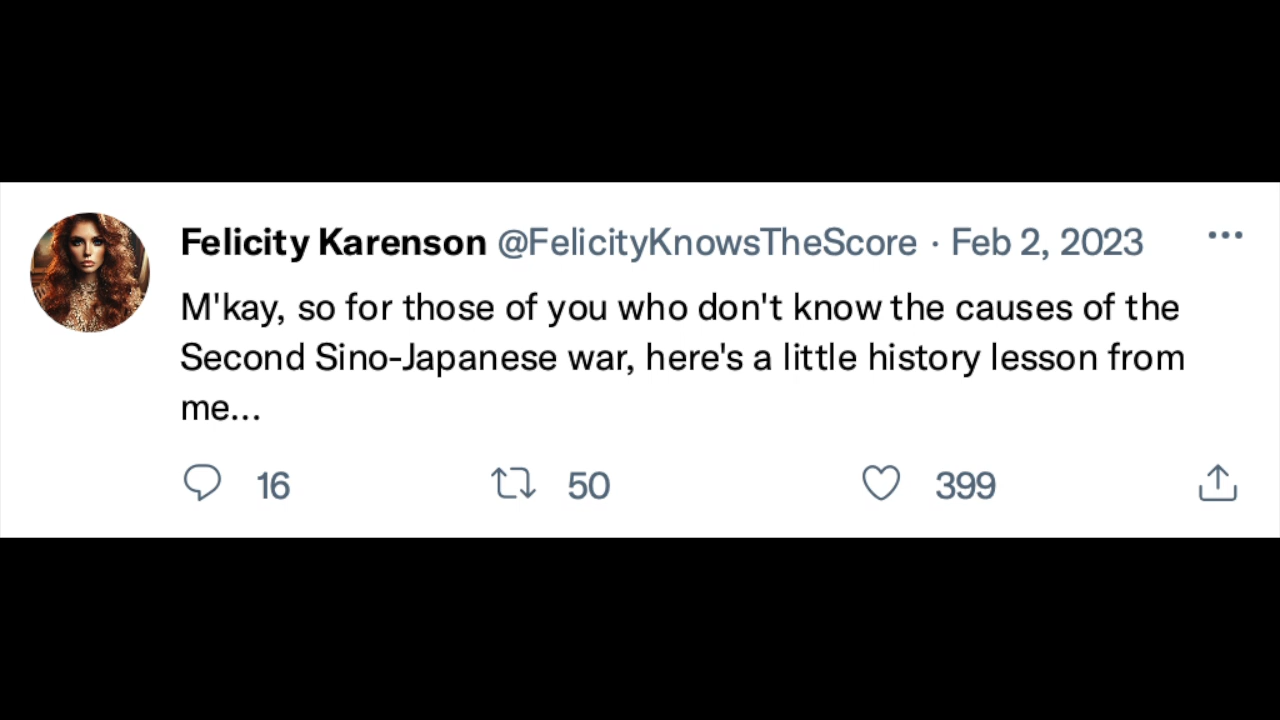 Felicity Karenson @FelicityKnowsTheScore · Feb 2, 2023
M'kay, so for those of you who don't know the causes of the
Second Sino-Japanese war, here's a little history lesson from
me...
16 50 399